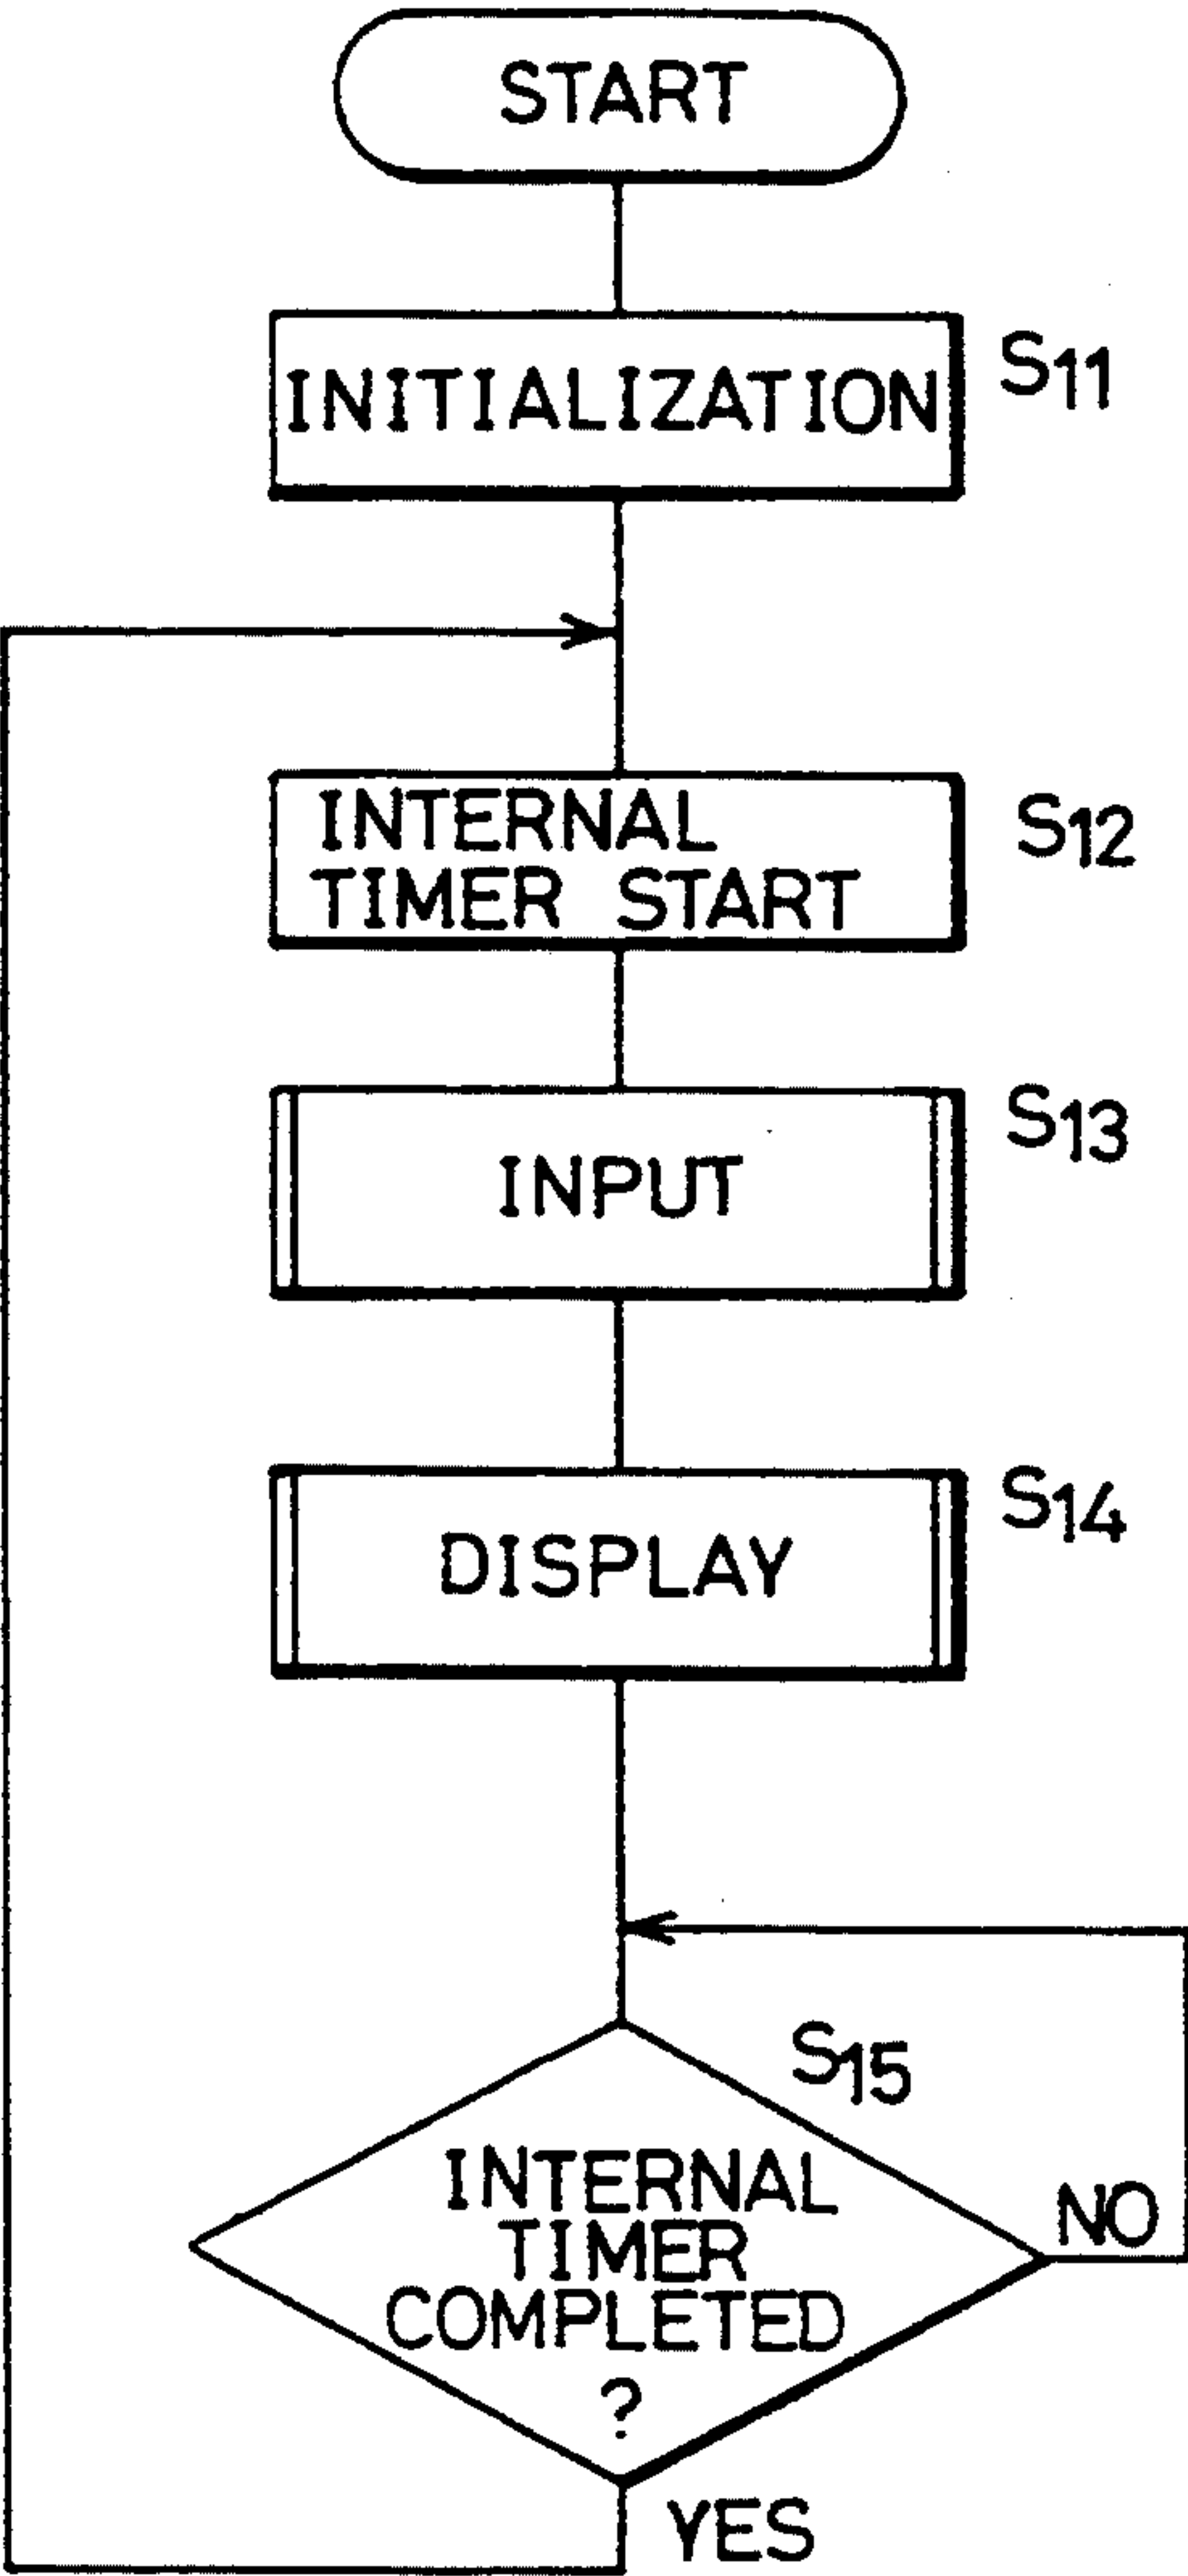 START
INITIALIZATION
S11
INTERNAL
TIMER START
S12
INPUT
S13
DISPLAY
S14
S15
INTERNAL
TIMER
COMPLETED
?
NO
YES